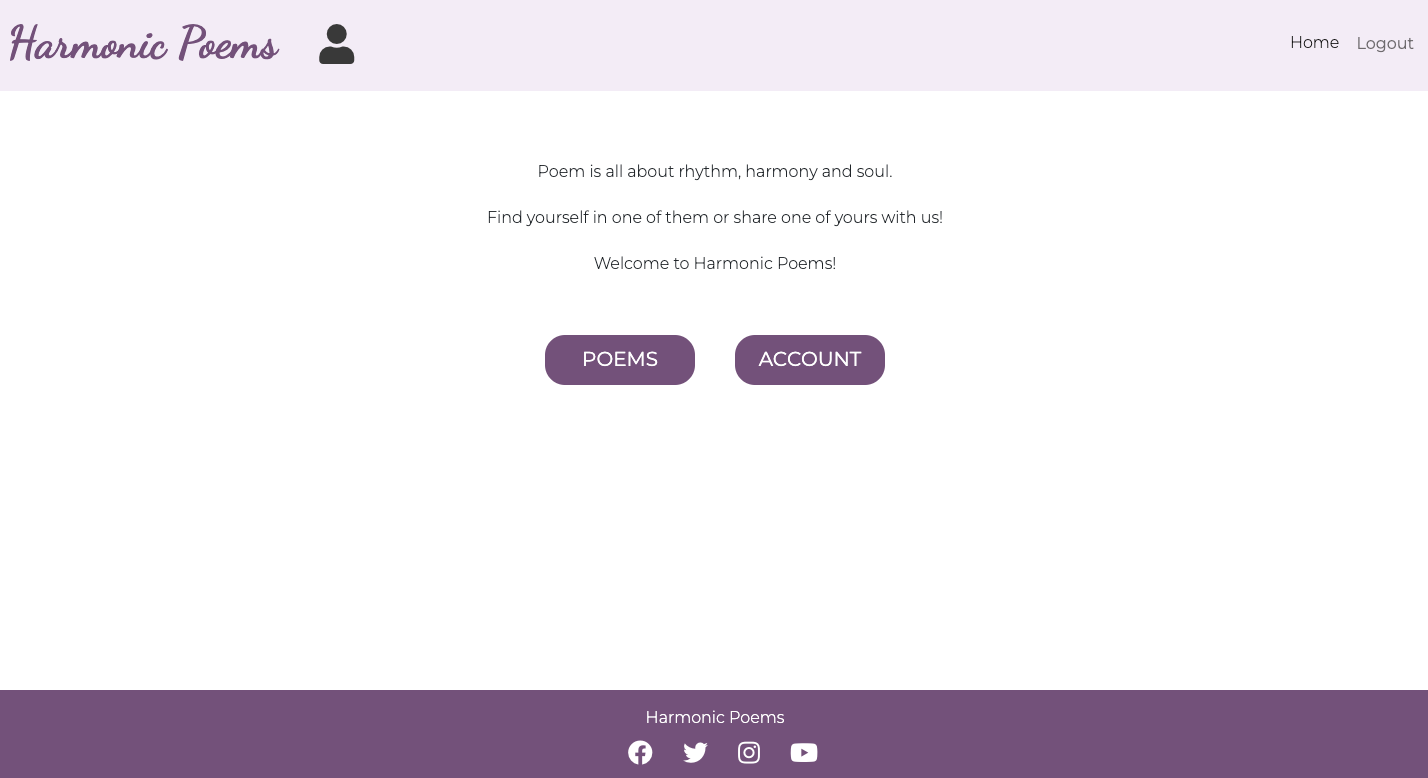 Harmonic Poems
Home
Logout
Poem is all about rhythm, harmony and soul.
Find yourself in one of them or share one of yours with us!
Welcome to Harmonic Poems!
POEMS
ACCOUNT
Harmonic Poems